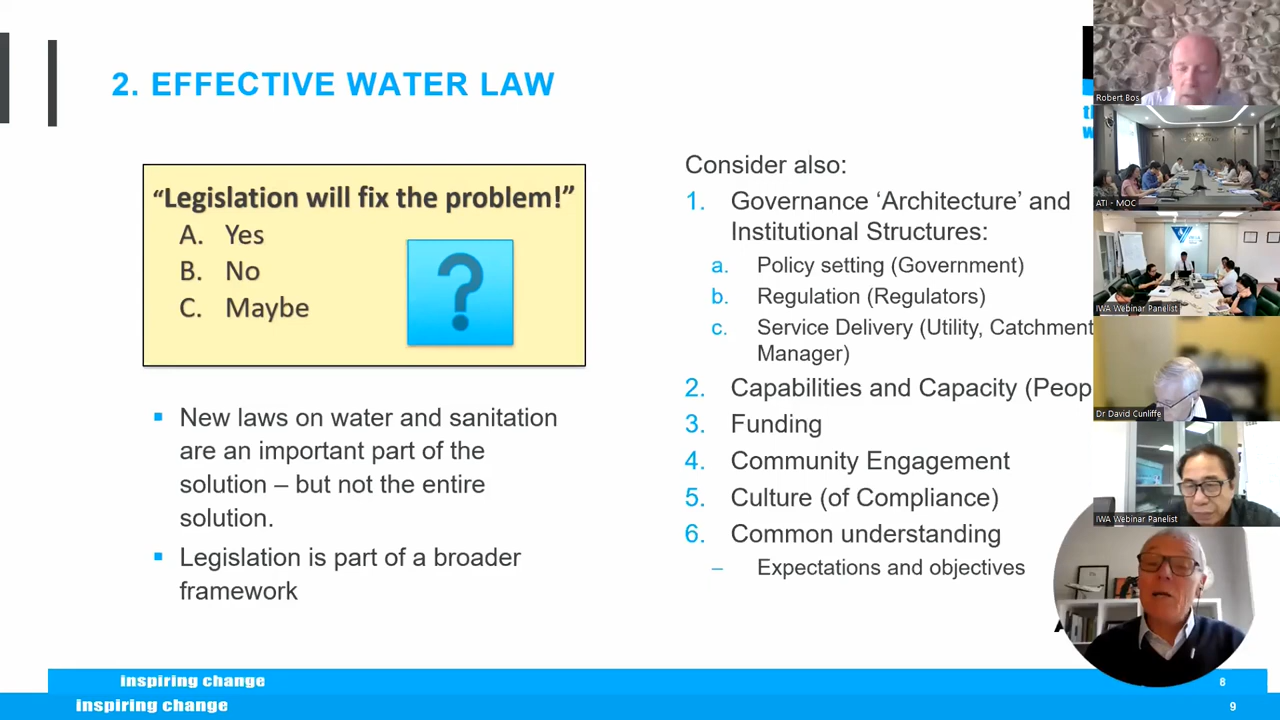 2. EFFECTIVE WATER LAW
“Legislation will fix the problem!”
A. Yes
B. No
C. Maybe
?
▪ New laws on water and sanitation
are an important part of the
solution – but not the entire
solution.
▪ Legislation is part of a broader
framework
Consider also:
1. Governance ‘Architecture’ and
Institutional Structures:
a. Policy setting (Government)
b. Regulation (Regulators)
c. Service Delivery (Utility, Catchment
Manager)
2. Capabilities and Capacity
3. Funding
4. Community Engagement
5. Culture (of Compliance)
6. Common understanding
– Expectations and objectives
Robert Bos
ATI - MOC
IWA Webinar Panelist
Dr David Cunliffe
IWA Webinar Panelist
inspiring change
8
inspiring change
9